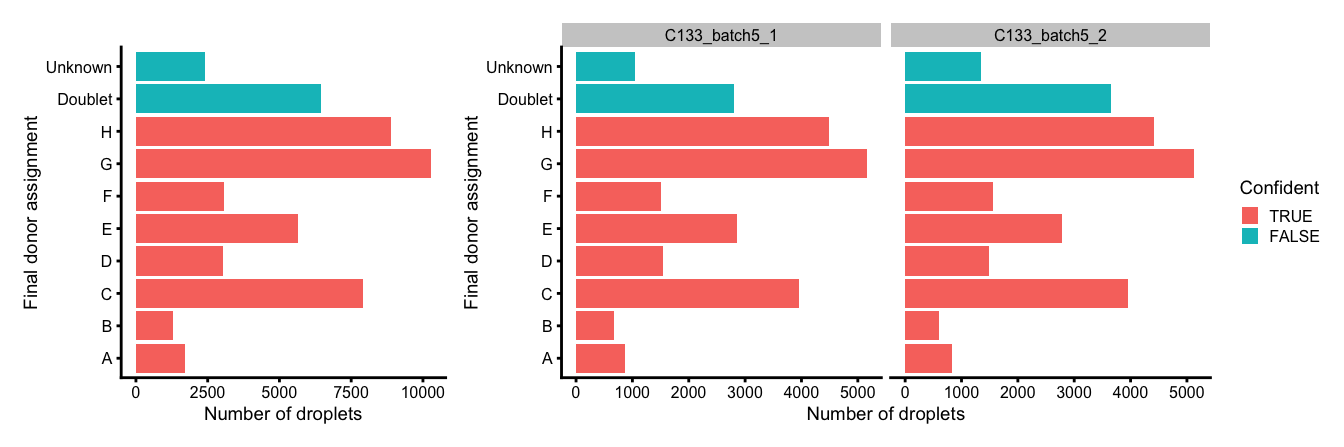 Final donor assignment
Unknown
Doublet
H
G
F
E
D
C
B
A
0 2500 5000 7500 10000
Number of droplets
C133_batch5_1 C133_batch5_2
Final donor assignment
Unknown
Doublet
H
G
F
E
D
C
B
A
0 1000 2000 3000 4000 5000 0 1000 2000 3000 4000 5000
Number of droplets
Confident
TRUE
FALSE